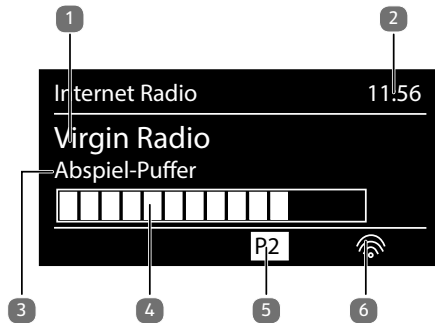 1 2
Internet Radio 11:56
Virgin Radio
Abspiel-Puffer
P2
3 4 5 6